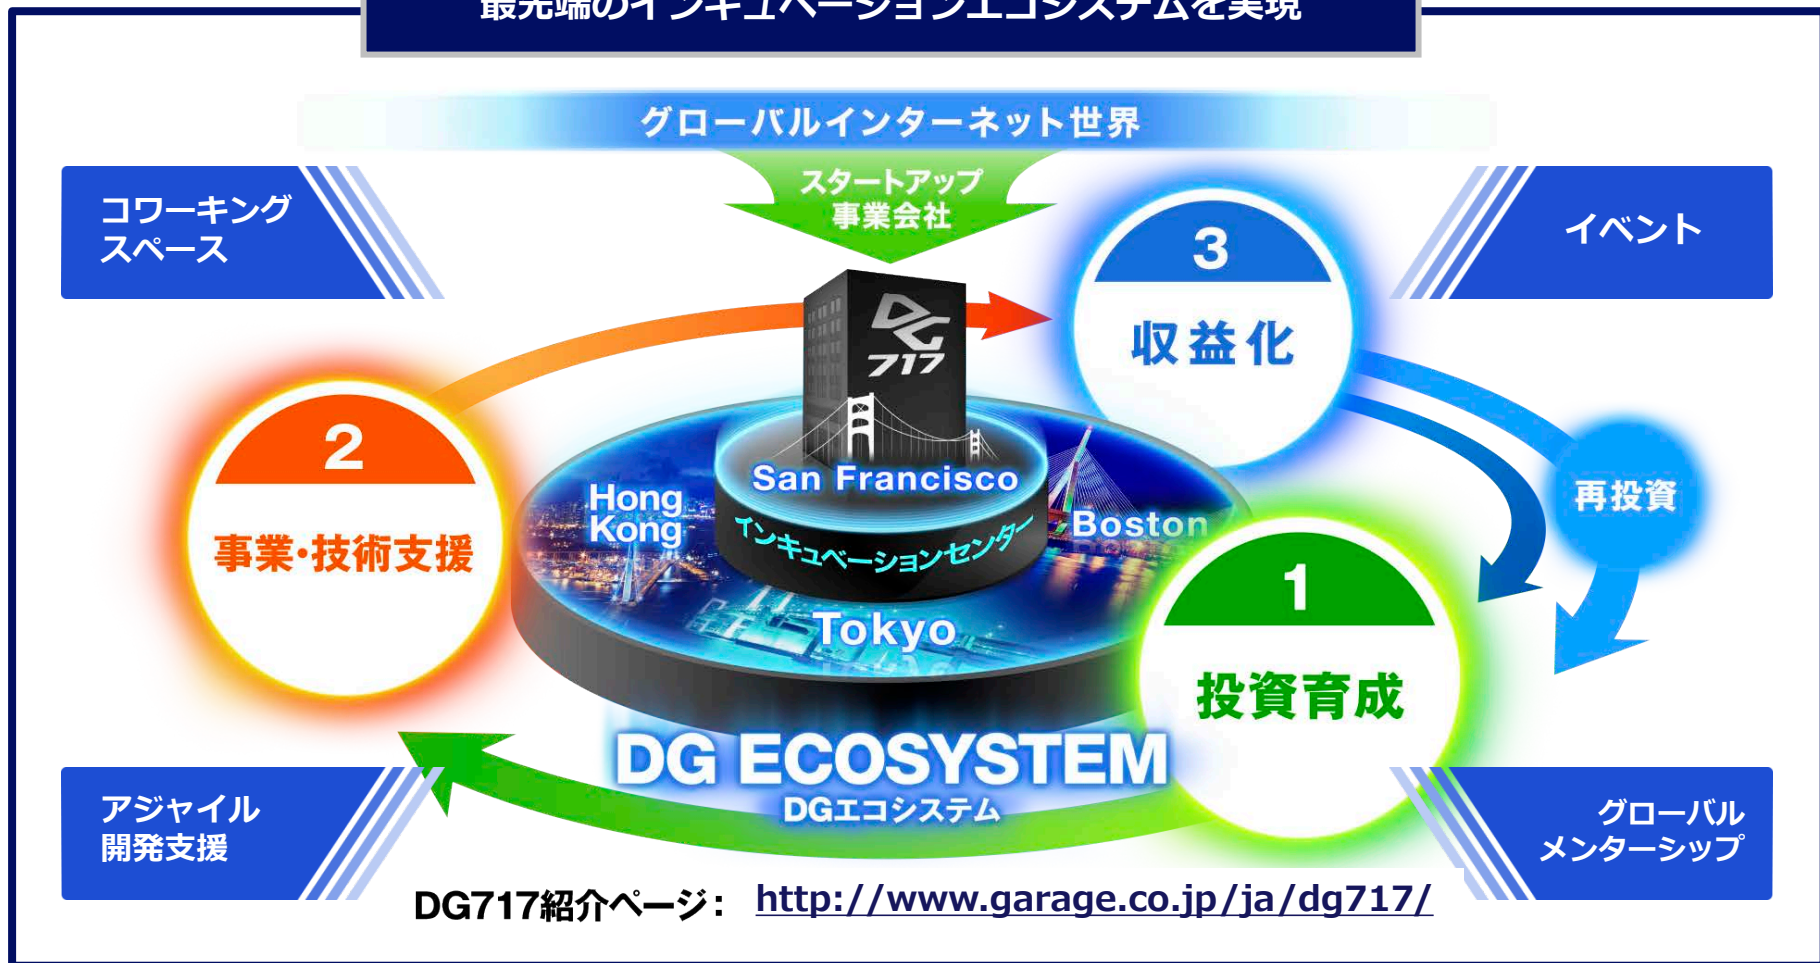 最先端のインキュベーションエコシステムを実現
グローバルインターネット世界
スタートアップ
事業会社
コワーキング
スペース
イベント
3
収益化
DG
717
2
事業・技術支援
San Francisco
Hong
Kong
インキュベーションセンター
Boston
再投資
Tokyo
1
投資育成
DG ECOSYSTEM
DGエコシステム
アジャイル
開発支援
グローバル
メンターシップ
DG717紹介ページ： http://www.garage.co.jp/ja/dg717/